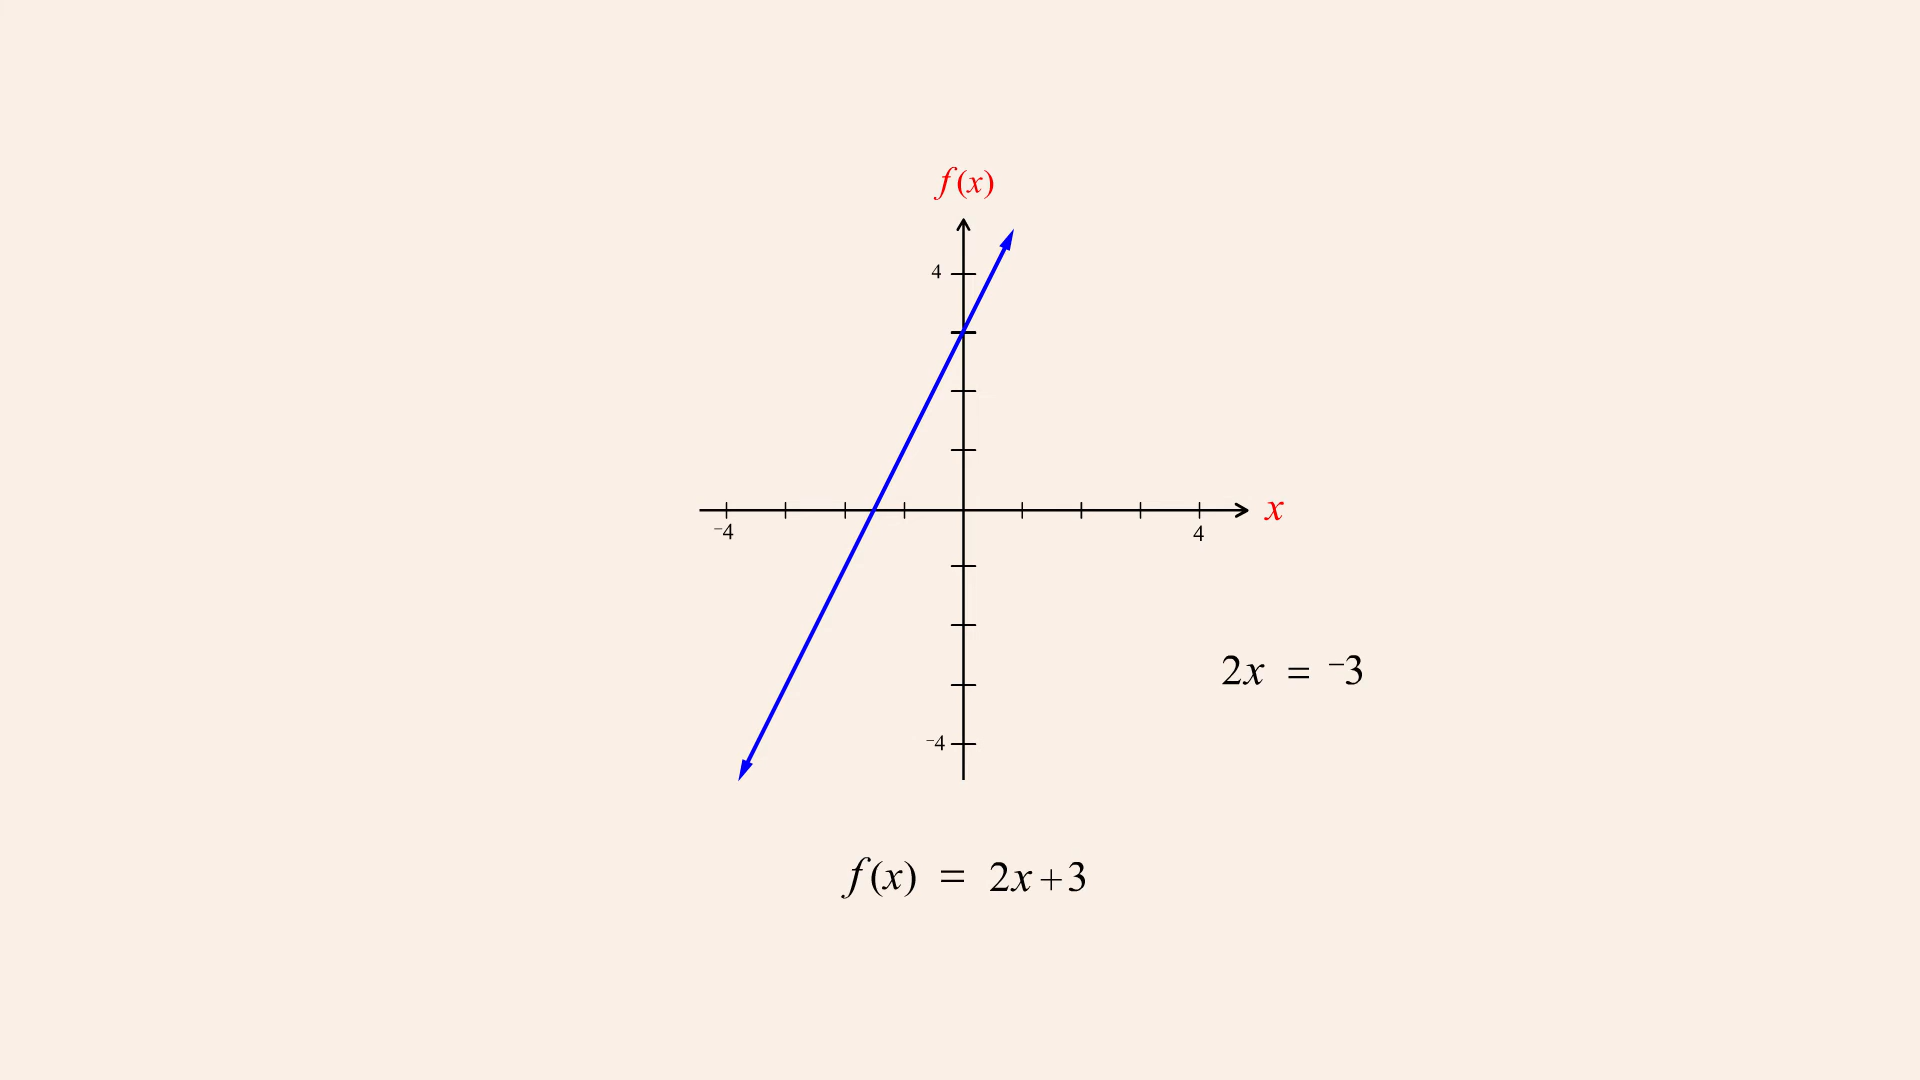 f(x)
4
⁻4
4
x
2x = ⁻3
⁻4
f(x) = 2x+3